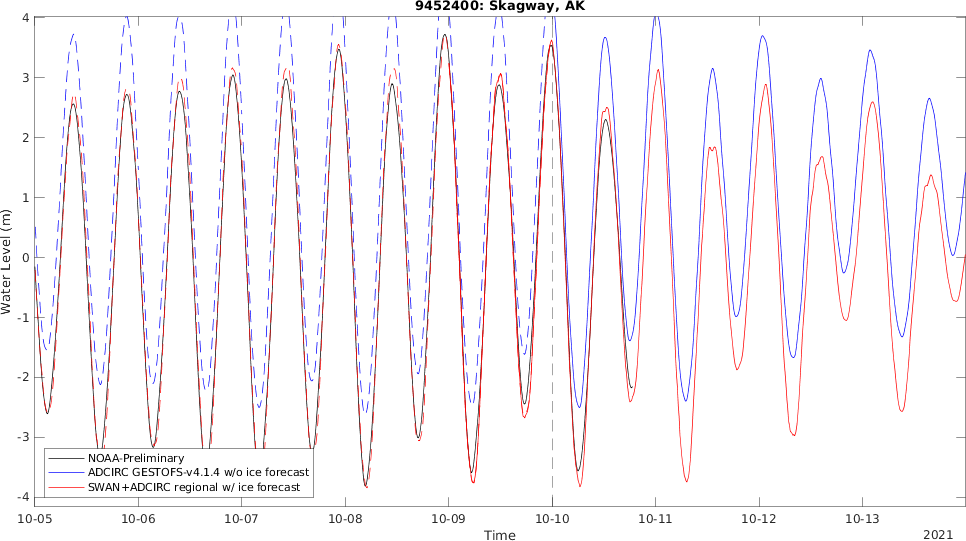 9452400: Skagway, AK
Water Level (m)
4
3
2
1
0
-1
-2
-3
-4
NOAA-Preliminary
ADCIRC GESTOFS-v4.1.4 w/o ice forecast
SWAN+ADCIRC regional w/ ice forecast
10-05 10-06 10-07 10-08 10-09 10-10 10-11 10-12 10-13
Time
2021